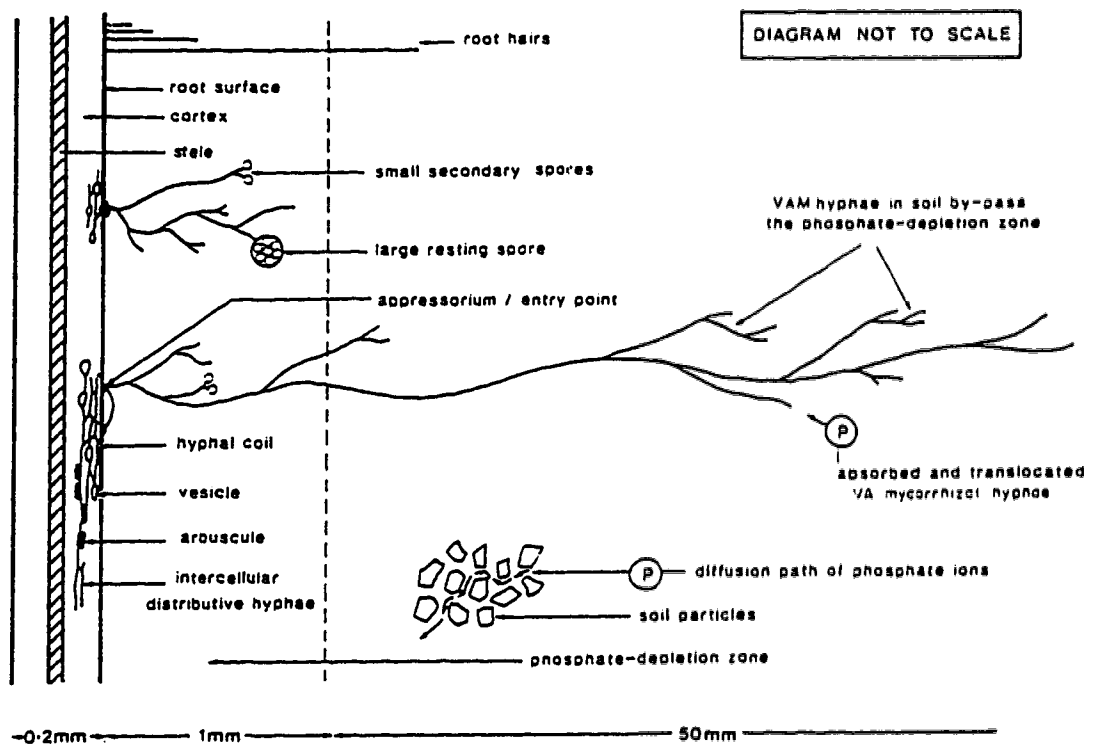 root hairs
DIAGRAM NOT TO SCALE
root surface
cortex
stele
small secondary spores
VAM hyphae in soil by-pass
the phosphate-depletion zone
large resting spore
appressorium / entry point
P
absorbed and translocated
VA mycorrhizal hyphae
hyphal coil
vesicle
arbuscule
intercellular
distributive hyphae
P
diffusion path of phosphate ions
soil particles
phosphate-depletion zone
0.2mm
1mm
50mm